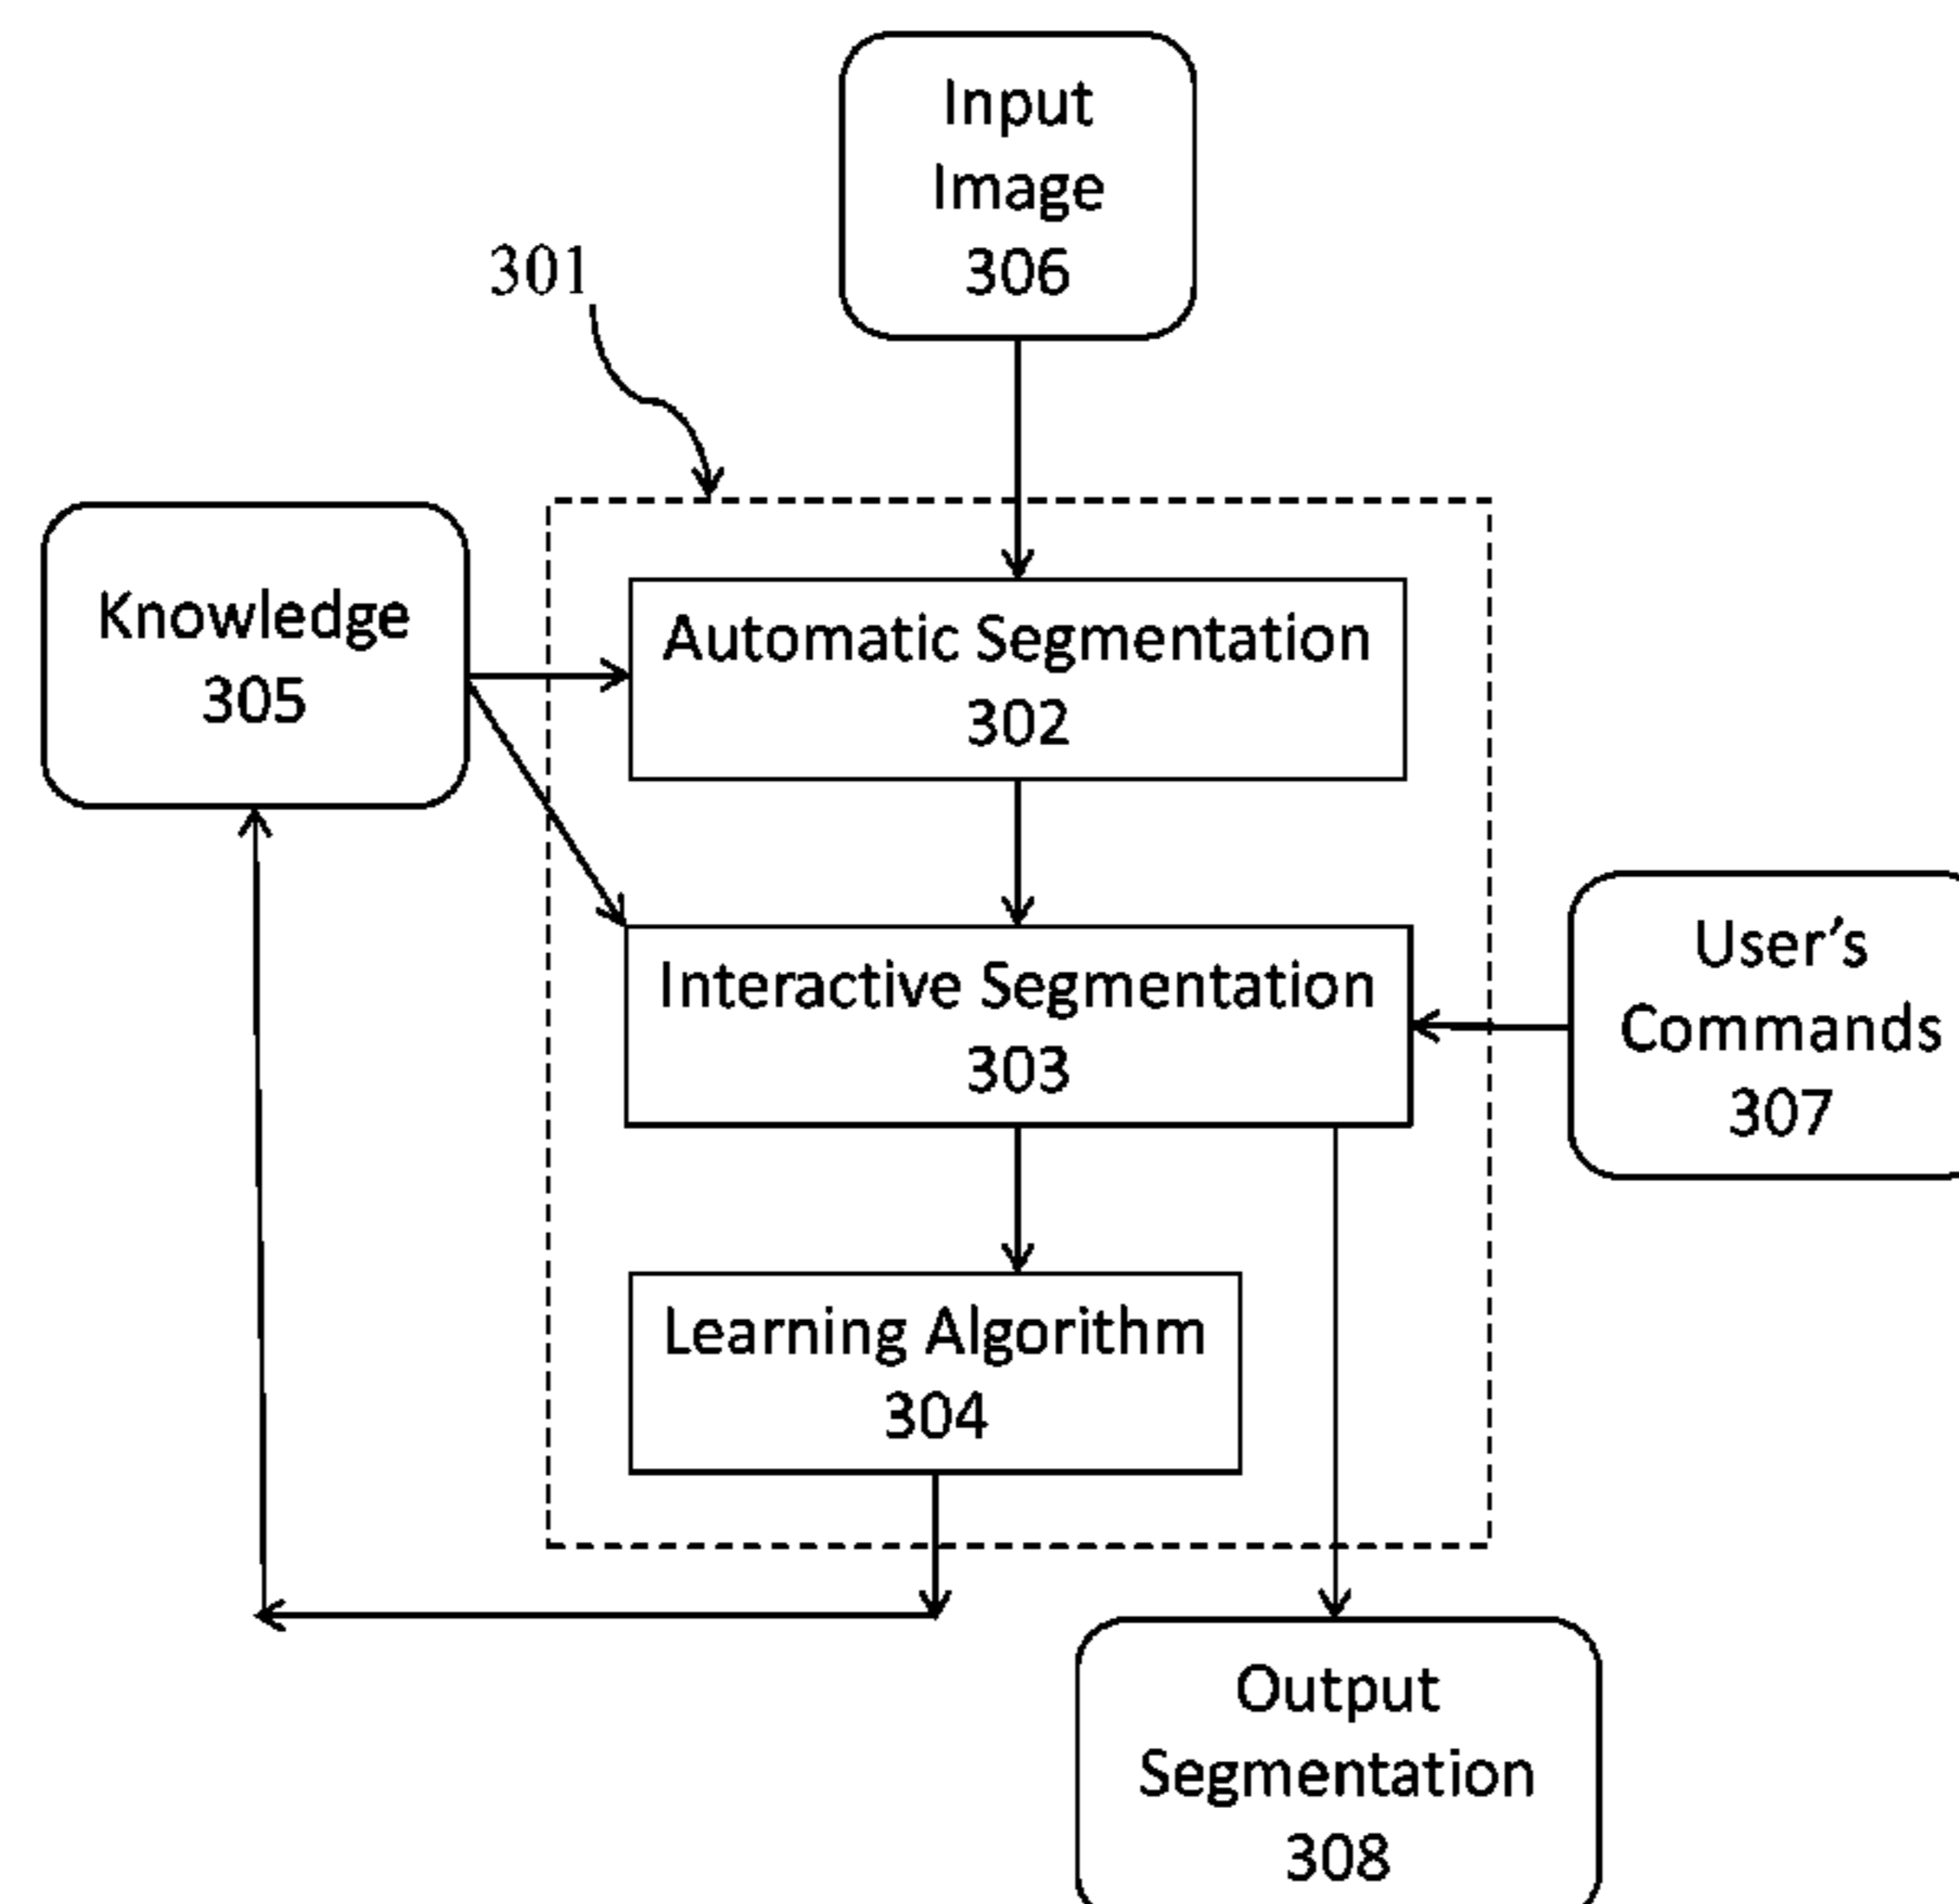 Input
Image
306
301
Knowledge
305
Automatic Segmentation
302
Interactive Segmentation
303
User’s
Commands
307
Learning Algorithm
304
Output
Segmentation
308